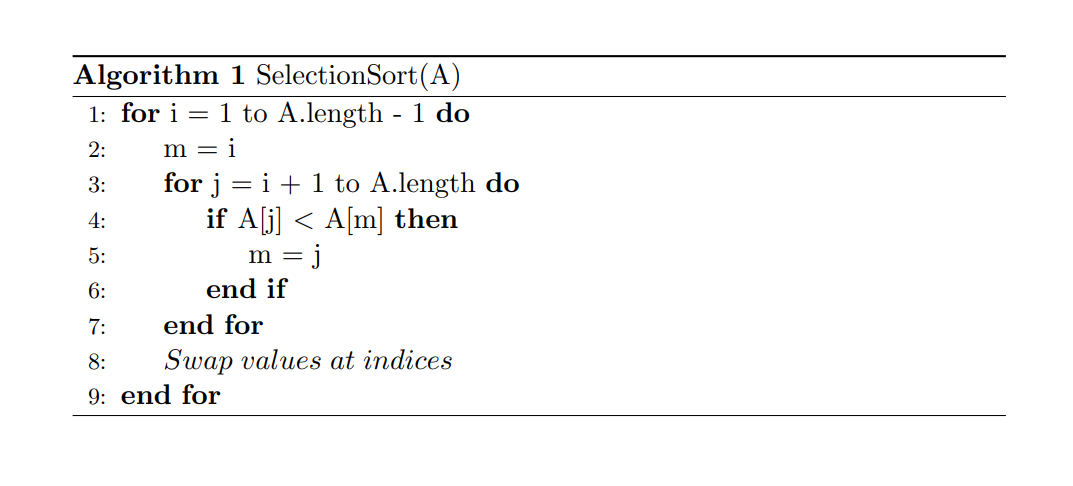 Algorithm 1 SelectionSort(A)
1: for i = 1 to A.length - 1 do
2: m = i
3: for j = i + 1 to A.length do
4: if A[j] < A[m] then
5: m = j
6: end if
7: end for
8: Swap values at indices
9: end for